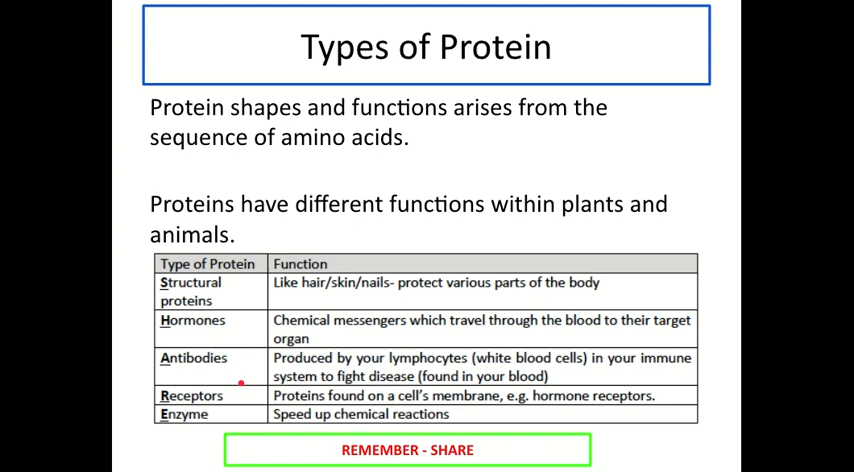 Types of Protein
Protein shapes and functions arises from the
sequence of amino acids.
Proteins have different functions within plants and
animals.
Type of Protein Function
Structural Like hair/skin/nails- protect various parts of the body
proteins
Hormones Chemical messengers which travel through the blood to their target
organ
Antibodies Produced by your lymphocytes (white blood cells) in your immune
system to fight disease (found in your blood)
Receptors Proteins found on a cell's membrane, e.g. hormone receptors.
Enzyme Speed up chemical reactions
REMEMBER - SHARE